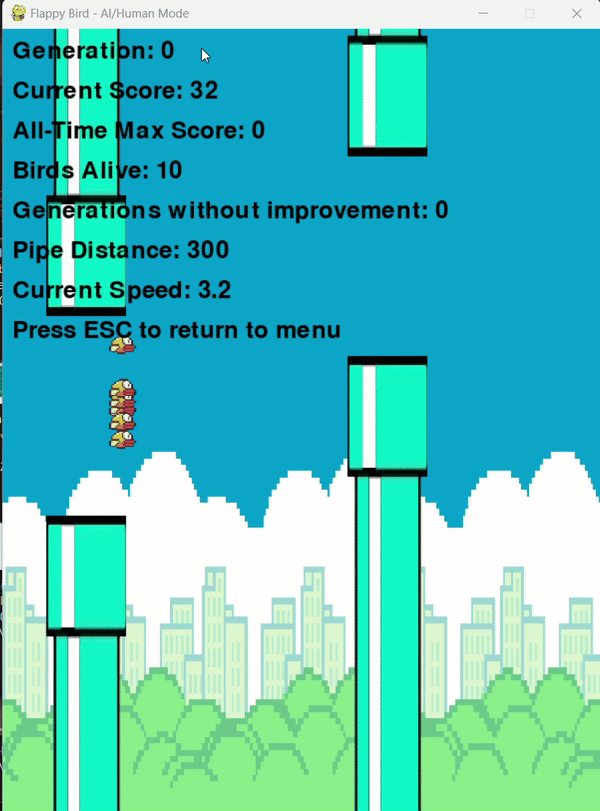 Flappy Bird - AI/Human Mode
Generation: 0
Current Score: 32
All-Time Max Score: 0
Birds Alive: 10
Generations without improvement: 0
Pipe Distance: 300
Current Speed: 3.2
Press ESC to return to menu